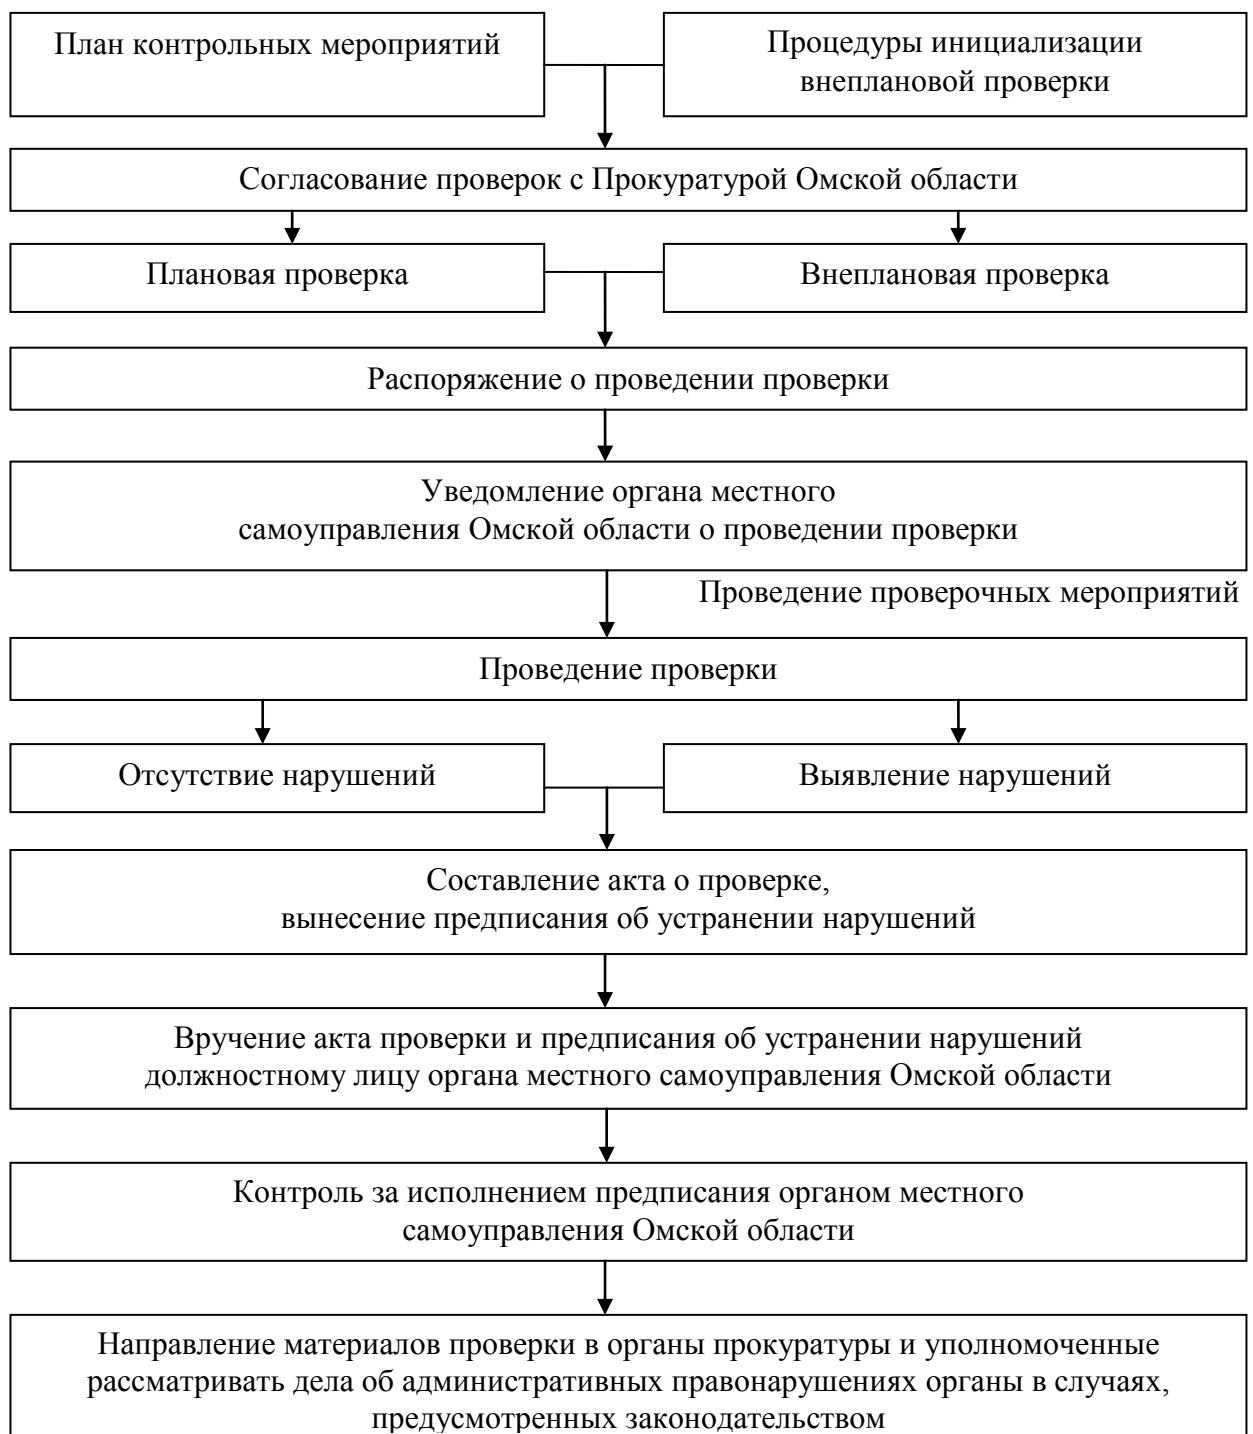 План контрольных мероприятий
Процедуры инициализации
внеплановой проверки
Согласование проверок с Прокуратурой Омской области
Плановая проверка
Внеплановая проверка
Распоряжение о проведении проверки
Уведомление органа местного
самоуправления Омской области о проведении проверки
Проведение проверочных мероприятий
Проведение проверки
Отсутствие нарушений
Выявление нарушений
Составление акта о проверке,
вынесение предписания об устранении нарушений
Вручение акта проверки и предписания об устранении нарушений
должностному лицу органа местного самоуправления Омской области
Контроль за исполнением предписания органом местного
самоуправления Омской области
Направление материалов проверки в органы прокуратуры и уполномоченные
рассматривать дела об административных правонарушениях органы в случаях,
предусмотренных законодательством